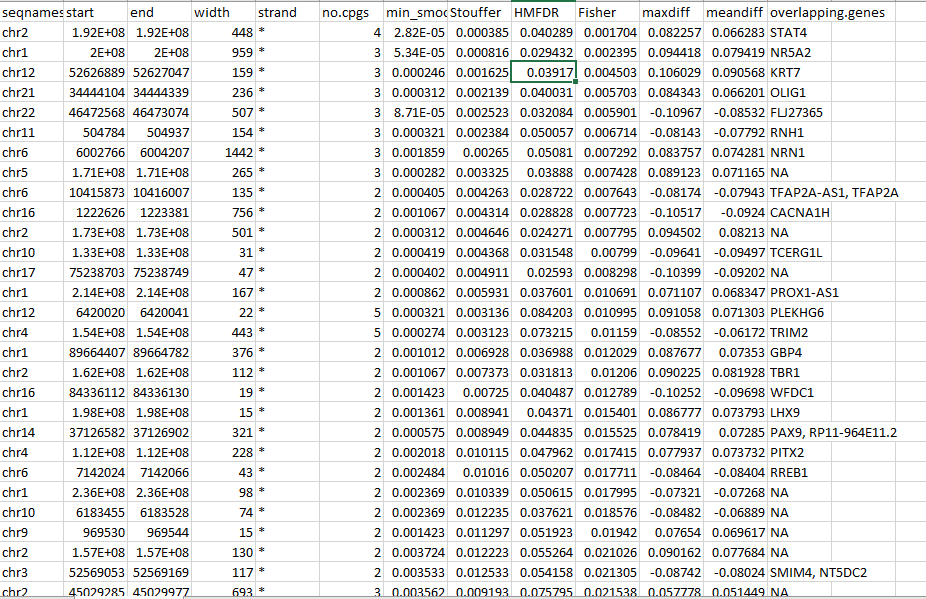 seqnames start end width strand no.cpgs min_smoo Stouffer HMFDR Fisher maxdiff meandiff overlapping.genes
chr2 1.92E+08 1.92E+08 448 * 4 2.82E-05 0.000385 0.040289 0.001704 0.082257 0.066283 STAT4
chr1 2E+08 2E+08 959 * 3 5.34E-05 0.000816 0.029432 0.002395 0.094418 0.079419 NR5A2
chr12 52626889 52627047 159 * 3 0.000246 0.001625 0.03917 0.004503 0.106029 0.090568 KRT7
chr21 34444104 34444339 236 * 3 0.000312 0.002139 0.040031 0.005703 0.084343 0.066201 OLIG1
chr22 46472568 46473074 507 * 3 8.71E-05 0.002523 0.032084 0.005901 -0.10967 -0.08532 FLJ27365
chr11 504784 504937 154 * 3 0.000321 0.002384 0.050057 0.006714 -0.08143 -0.07792 RNH1
chr6 6002766 6004207 1442 * 3 0.001859 0.00265 0.05081 0.007292 0.083757 0.074281 NRN1
chr5 1.71E+08 1.71E+08 265 * 3 0.000282 0.003325 0.03888 0.007428 0.089123 0.071165 NA
chr6 10415873 10416007 135 * 2 0.000405 0.004263 0.028722 0.007643 -0.08174 -0.07943 TFAP2A-AS1, TFAP2A
chr16 1222626 1223381 756 * 2 0.001067 0.004314 0.028828 0.007723 -0.10517 -0.0924 CACNA1H
chr2 1.73E+08 1.73E+08 501 * 2 0.000312 0.004646 0.024271 0.007795 0.094502 0.08213 NA
chr10 1.33E+08 1.33E+08 31 * 2 0.000419 0.004368 0.031548 0.00799 -0.09641 -0.09497 TCERG1L
chr17 75238703 75238749 47 * 2 0.000402 0.004911 0.02593 0.008298 -0.10399 -0.09202 NA
chr1 2.14E+08 2.14E+08 167 * 2 0.000862 0.005931 0.037601 0.010691 0.071107 0.068347 PROX1-AS1
chr12 6420020 6420041 22 * 5 0.000321 0.003136 0.084203 0.010995 0.091058 0.071303 PLEKHG6
chr4 1.54E+08 1.54E+08 443 * 5 0.000274 0.003123 0.073215 0.01159 -0.08552 -0.06172 TRIM2
chr1 89664407 89664782 376 * 2 0.001012 0.006928 0.036988 0.012029 0.087677 0.07353 GBP4
chr2 1.62E+08 1.62E+08 112 * 2 0.001067 0.007373 0.031813 0.01206 0.090225 0.081928 TBR1
chr16 84336112 84336130 19 * 2 0.001423 0.00725 0.040487 0.012789 -0.10252 -0.09698 WFDC1
chr1 1.98E+08 1.98E+08 15 * 2 0.001361 0.008941 0.04371 0.015401 0.086777 0.073793 LHX9
chr14 37126582 37126902 321 * 2 0.000575 0.008949 0.044835 0.015525 0.078419 0.07285 PAX9, RP11-964E11.2
chr4 1.12E+08 1.12E+08 228 * 2 0.002018 0.010115 0.047962 0.017415 0.077937 0.073732 PITX2
chr6 7142024 7142066 43 * 2 0.002484 0.01016 0.050207 0.017711 -0.08464 -0.08404 RREB1
chr1 2.36E+08 2.36E+08 98 * 2 0.002369 0.010339 0.050615 0.017995 -0.07321 -0.07268 NA
chr10 6183455 6183528 74 * 2 0.002369 0.012235 0.037621 0.018576 -0.08482 -0.06889 NA
chr9 969530 969544 15 * 2 0.001423 0.011297 0.051923 0.01942 0.07654 0.069617 NA
chr2 1.57E+08 1.57E+08 130 * 2 0.003724 0.012223 0.055264 0.021026 0.090162 0.077684 NA
chr3 52569053 52569169 117 * 2 0.003533 0.012533 0.054158 0.021305 -0.08742 -0.08024 SMIM4, NT5DC2
chr2 45029285 45029977 693 * 3 0.003562 0.009193 0.075795 0.021538 0.057778 0.051449 NA